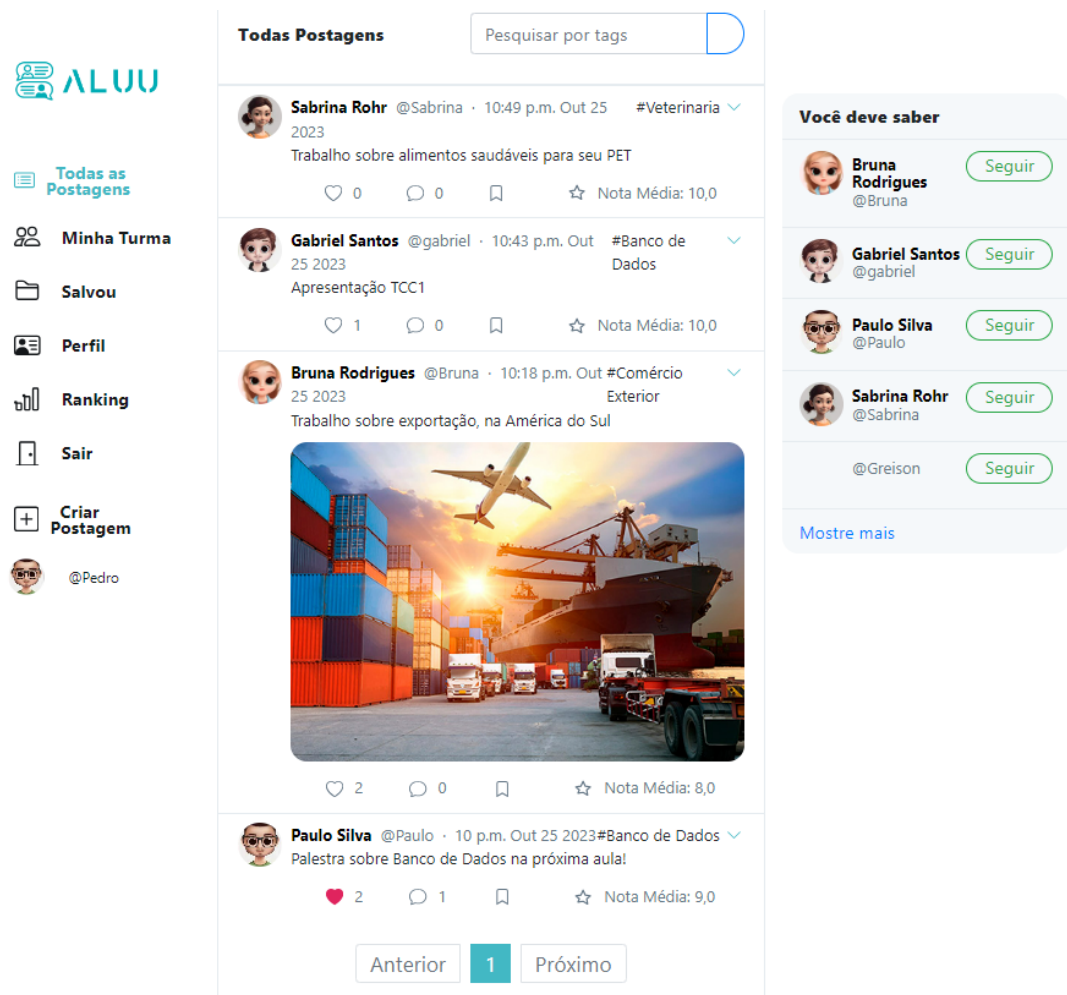 ALUU
Todas as
Postagens
Minha Turma
Salvou
Perfil
Ranking
Sair
Criar
Postagem
@Pedro
Todas Postagens
Pesquisar por tags
Sabrina Rohr @Sabrina · 10:49 p.m. Out 25 #Veterinaria
2023
Trabalho sobre alimentos saudáveis para seu PET
0 0 Nota Média: 10,0
Gabriel Santos @gabriel · 10:43 p.m. Out #Banco de
25 2023 Dados
Apresentação TCC1
1 0 Nota Média: 10,0
Bruna Rodrigues @Bruna · 10:18 p.m. Out #Comércio
25 2023 Exterior
Trabalho sobre exportação, na América do Sul
2 0 Nota Média: 8,0
Paulo Silva @Paulo · 10 p.m. Out 25 2023#Banco de Dados
Palestra sobre Banco de Dados na próxima aula!
2 1 Nota Média: 9,0
Anterior 1 Próximo
Você deve saber
Bruna
Rodrigues
@Bruna
Seguir
Gabriel Santos
@gabriel
Seguir
Paulo Silva
@Paulo
Seguir
Sabrina Rohr
@Sabrina
Seguir
@Greison
Seguir
Mostre mais